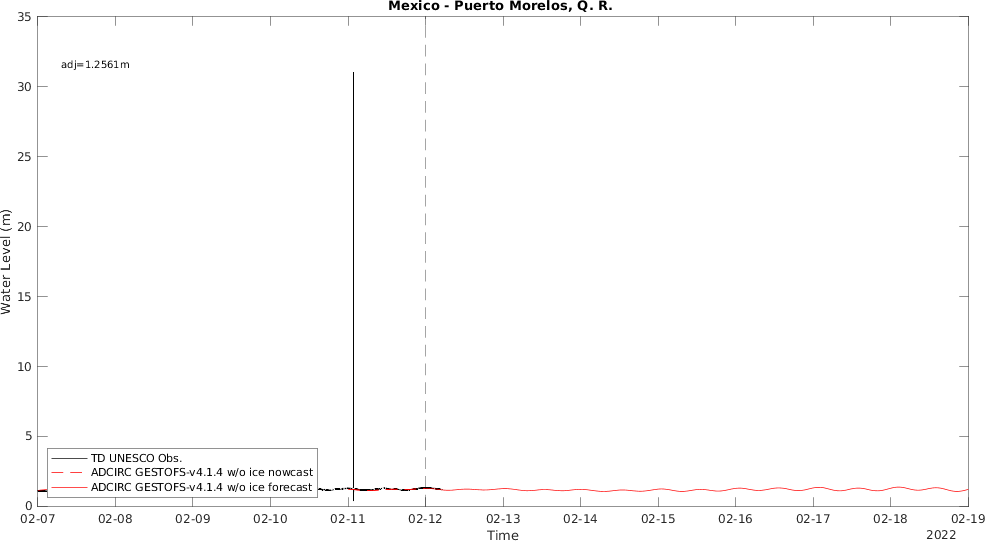 Mexico - Puerto Morelos, Q. R.
adj=1.2561m
35
30
25
20
15
10
5
0
Water Level (m)
TD UNESCO Obs.
ADCIRC GESTOFS-v4.1.4 w/o ice nowcast
ADCIRC GESTOFS-v4.1.4 w/o ice forecast
02-07 02-08 02-09 02-10 02-11 02-12 02-13 02-14 02-15 02-16 02-17 02-18 02-19
Time
2022